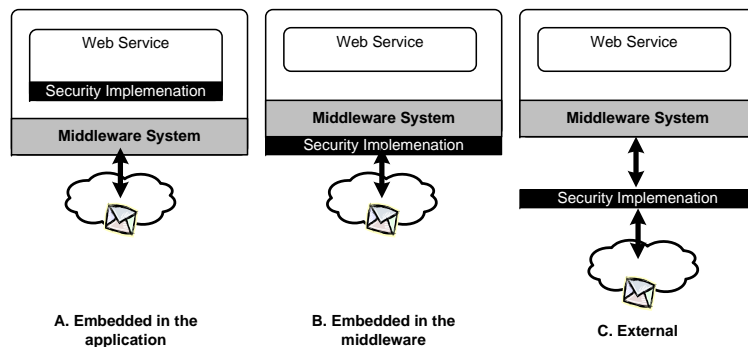 Web Service
Security Implemenation
Middleware System
A. Embedded in the
application
Web Service
Middleware System
Security Implemenation
B. Embedded in the
middleware
Web Service
Middleware System
Security Implemenation
C. External